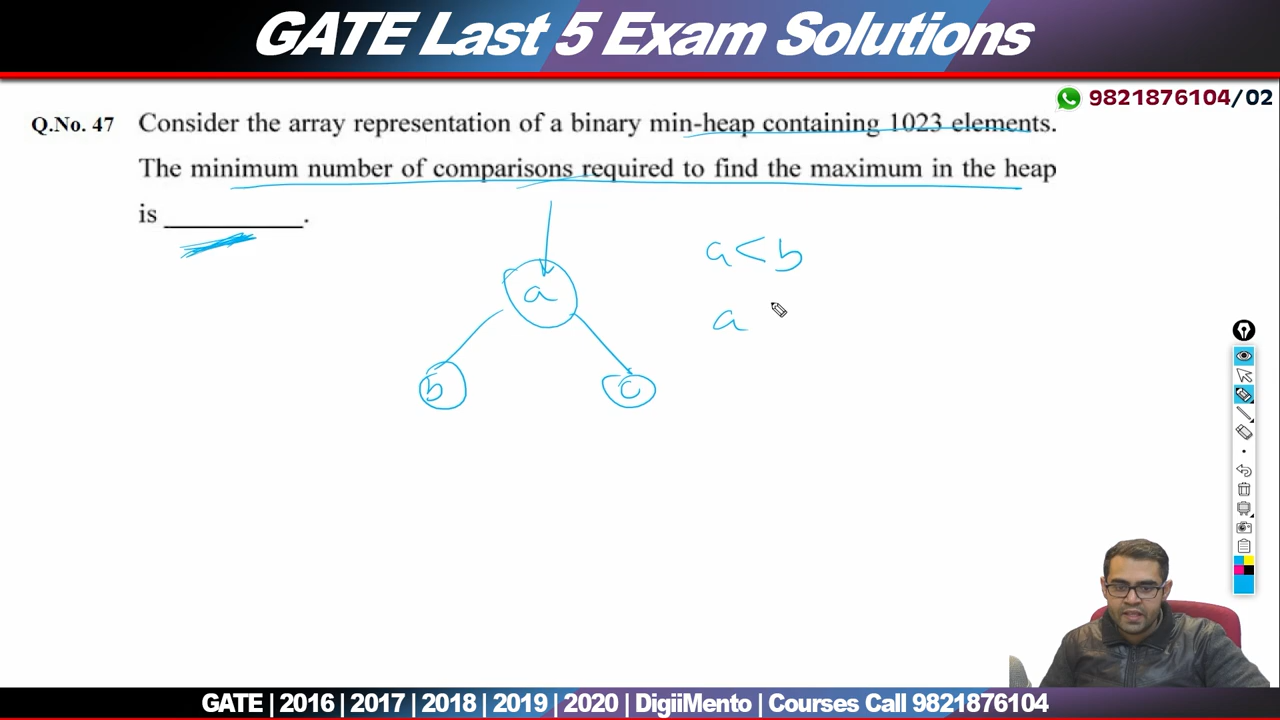 GATE Last 5 Exam Solutions
9821876104/02
Q.No. 47 Consider the array representation of a binary min-heap containing 1023 elements.
The minimum number of comparisons required to find the maximum in the heap
is __________.
a < b
a
a
b
c
GATE | 2016 | 2017 | 2018 | 2019 | 2020 | DigiiMento | Courses Call 9821876104